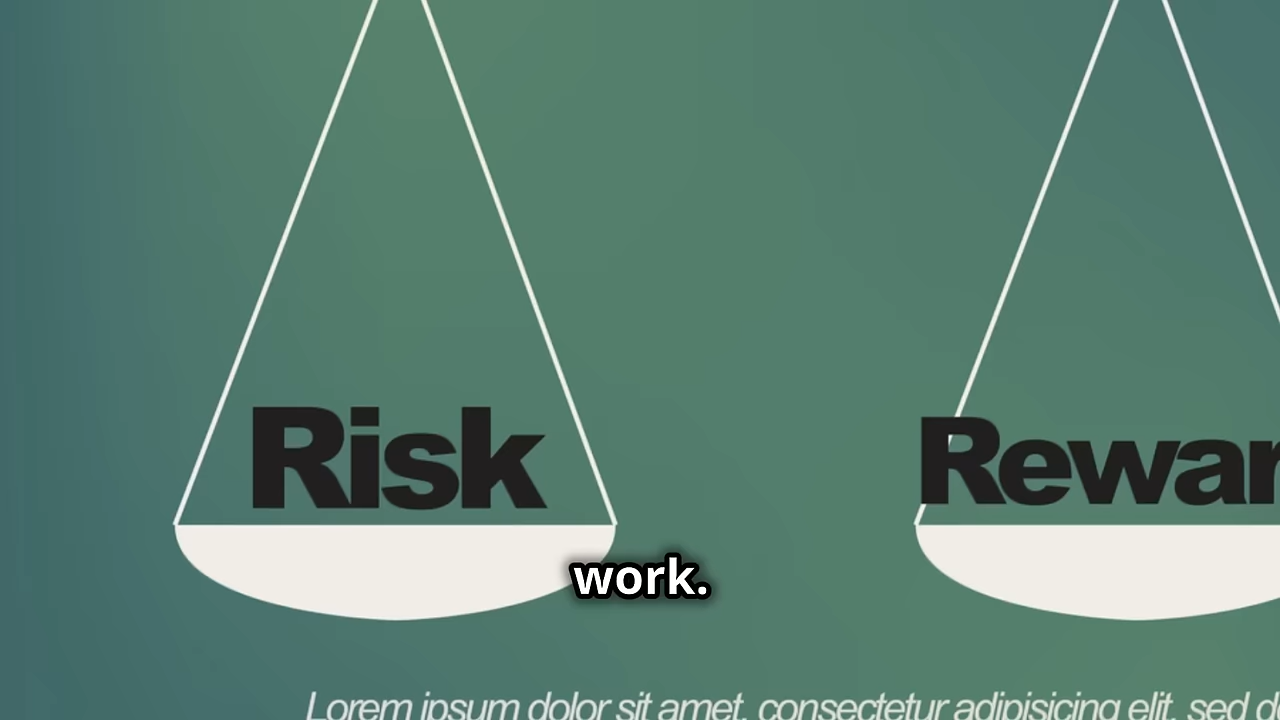 Risk
Rewar
work.
Lorem ipsum dolor sit amet, consectetur adipisicing elit, sed d